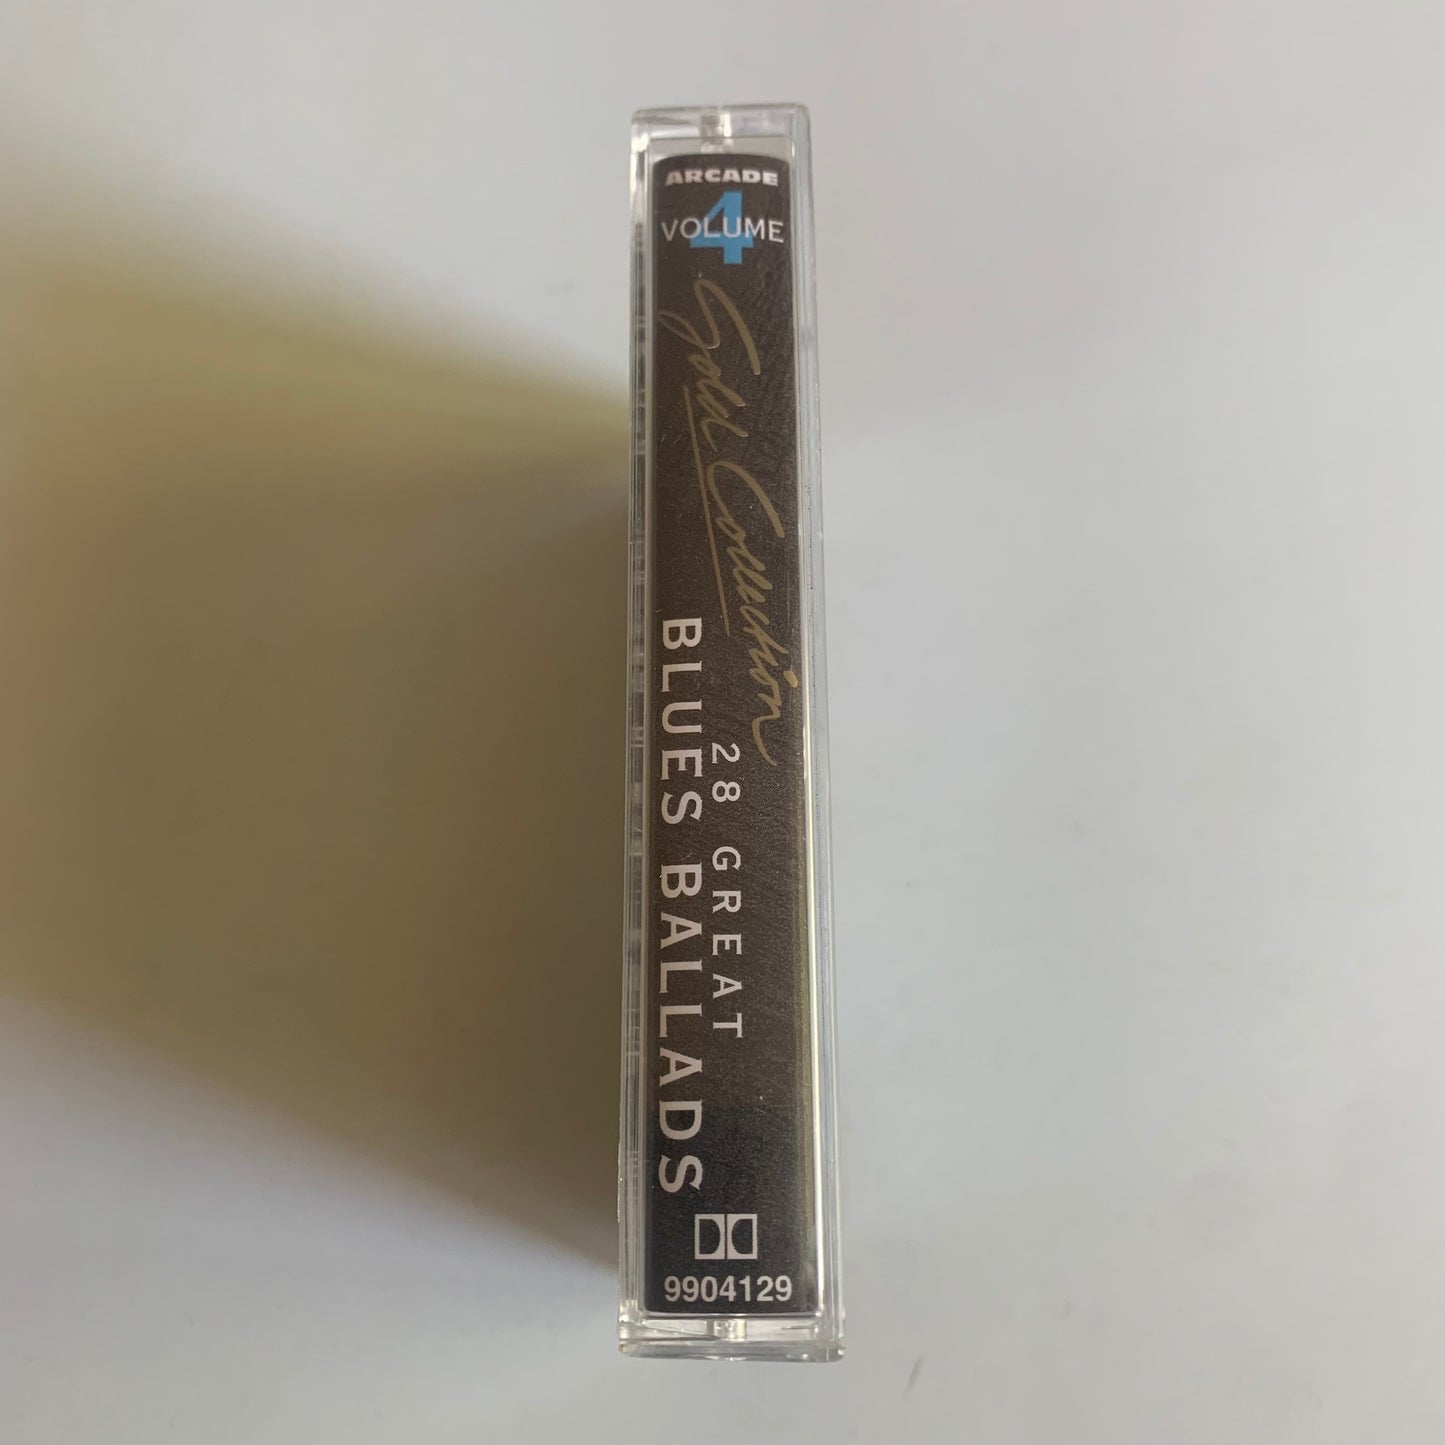 ARCADE
VOLUME 4
Gold Collection
28 GREAT
BLUES BALLADS
9904129